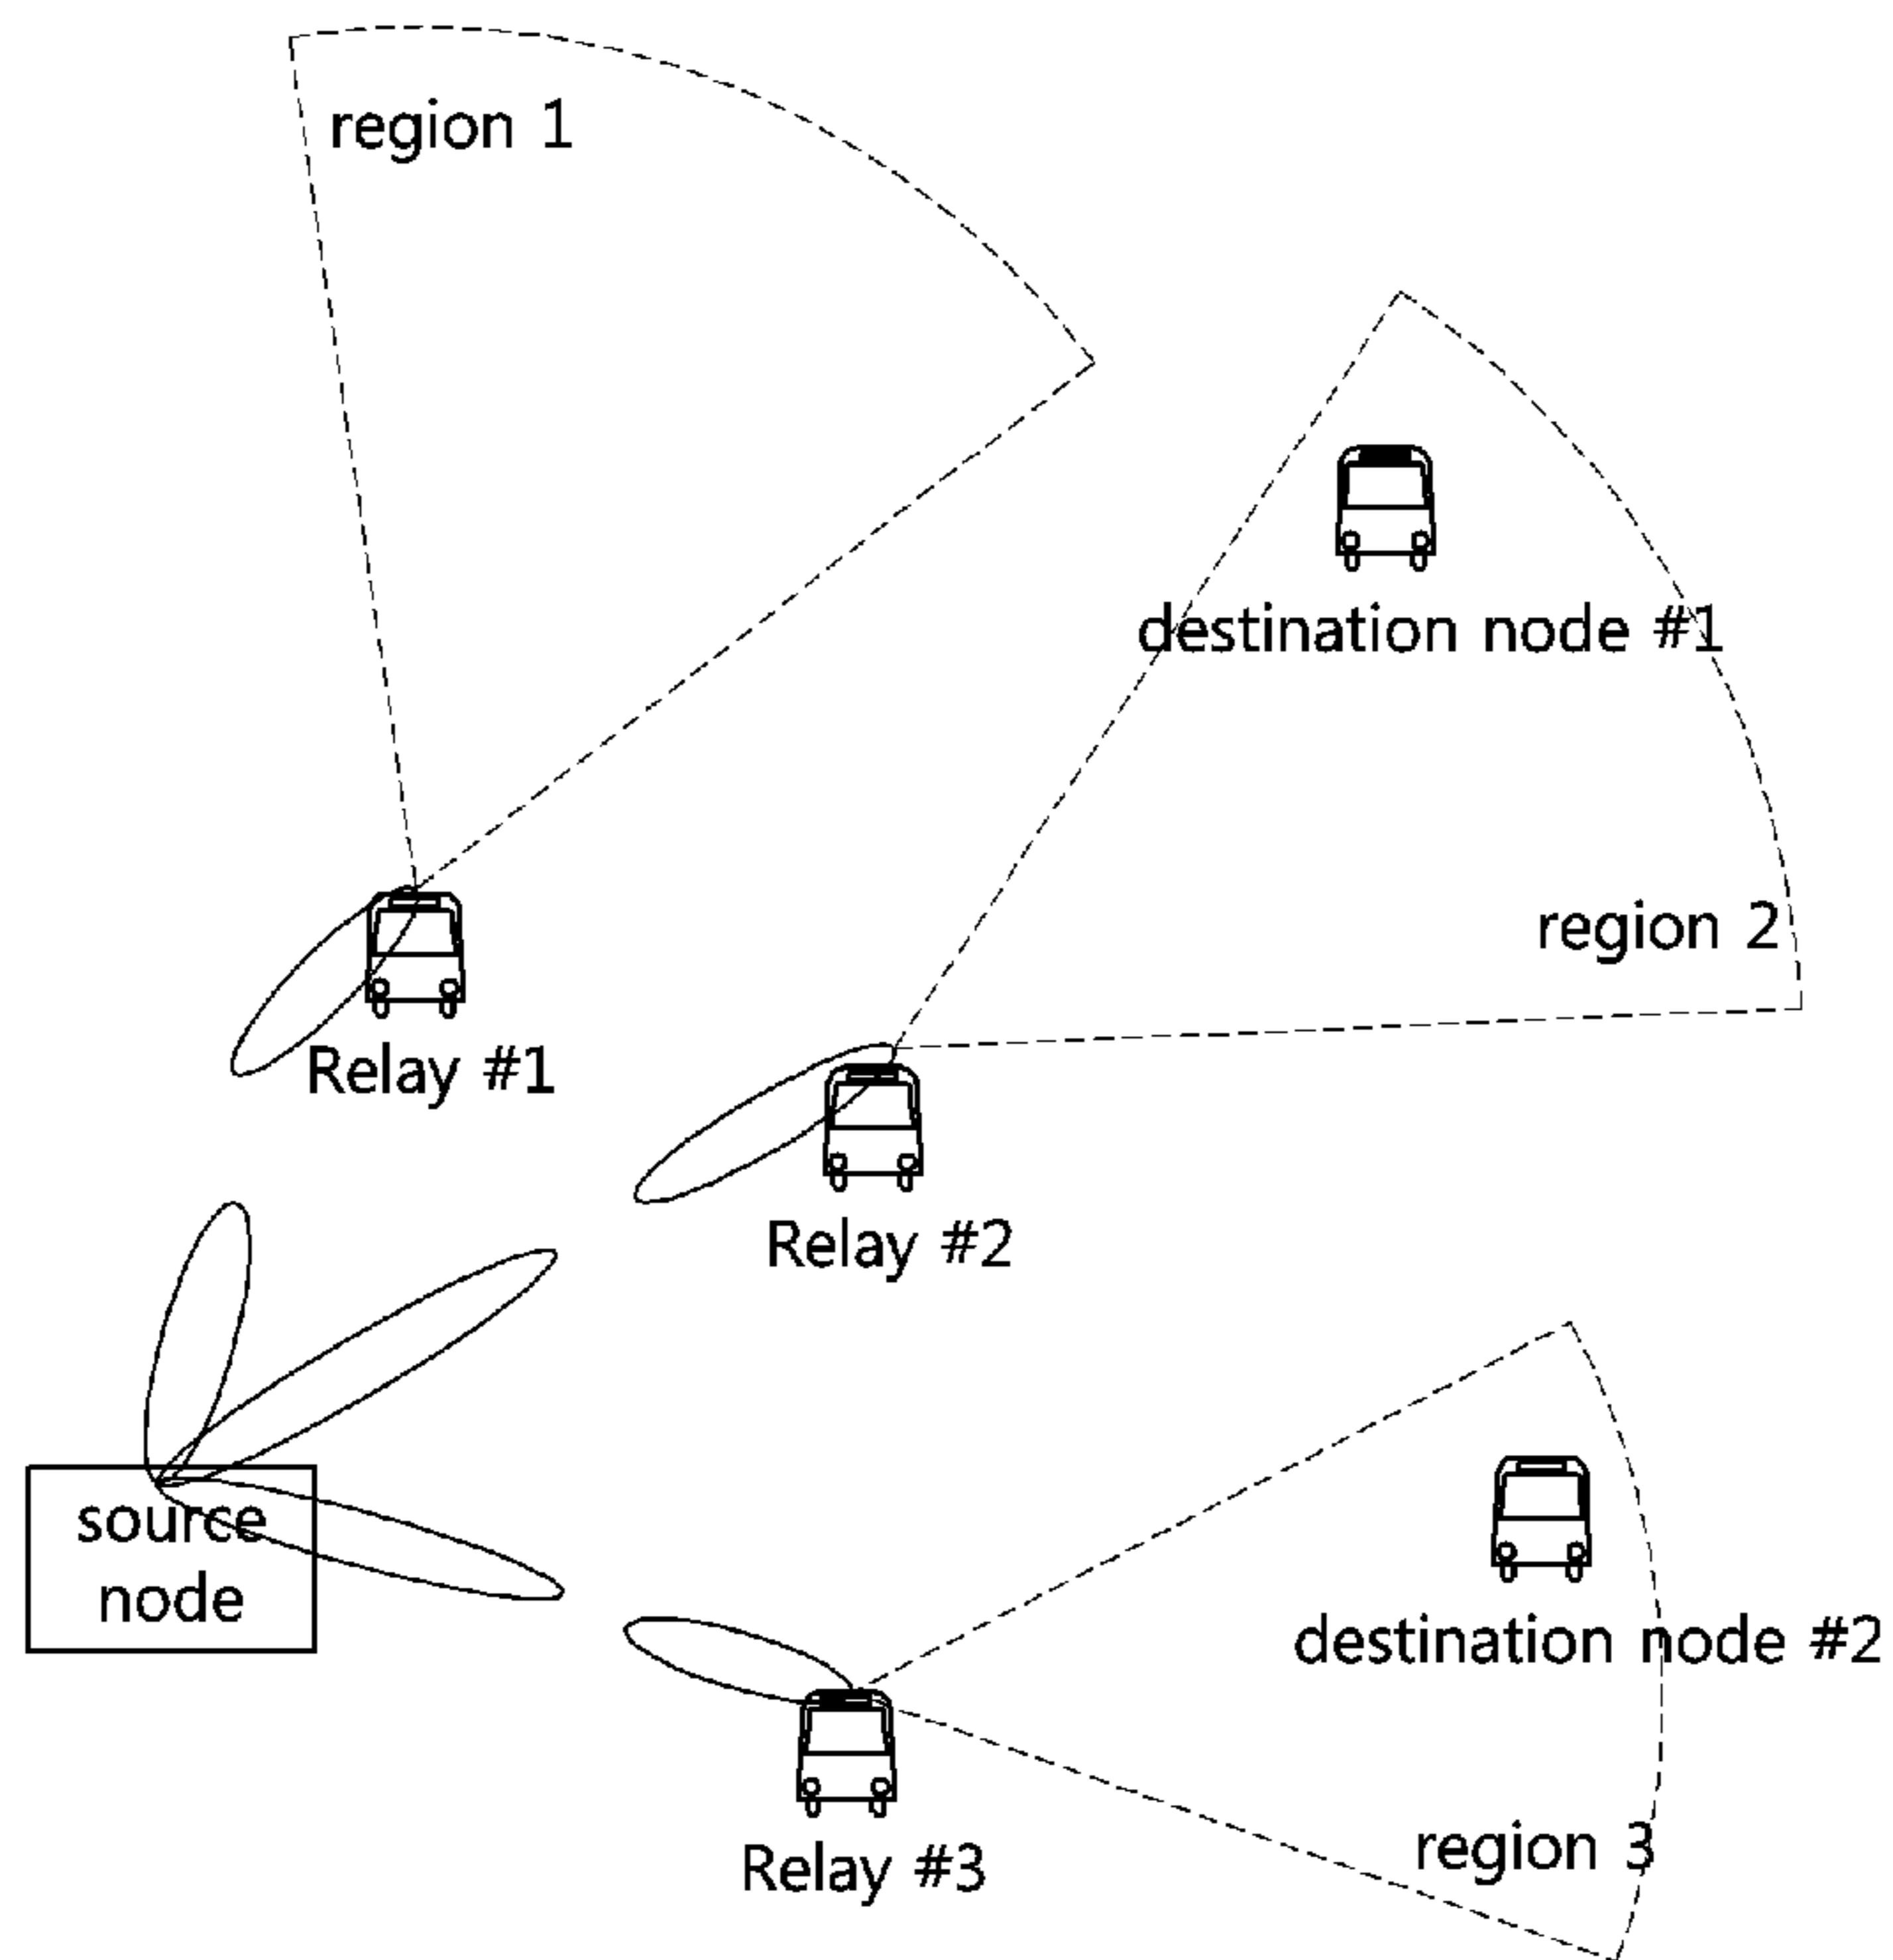 region 1
destination node #1
region 2
Relay #1
Relay #2
source
node
destination node #2
region 3
Relay #3